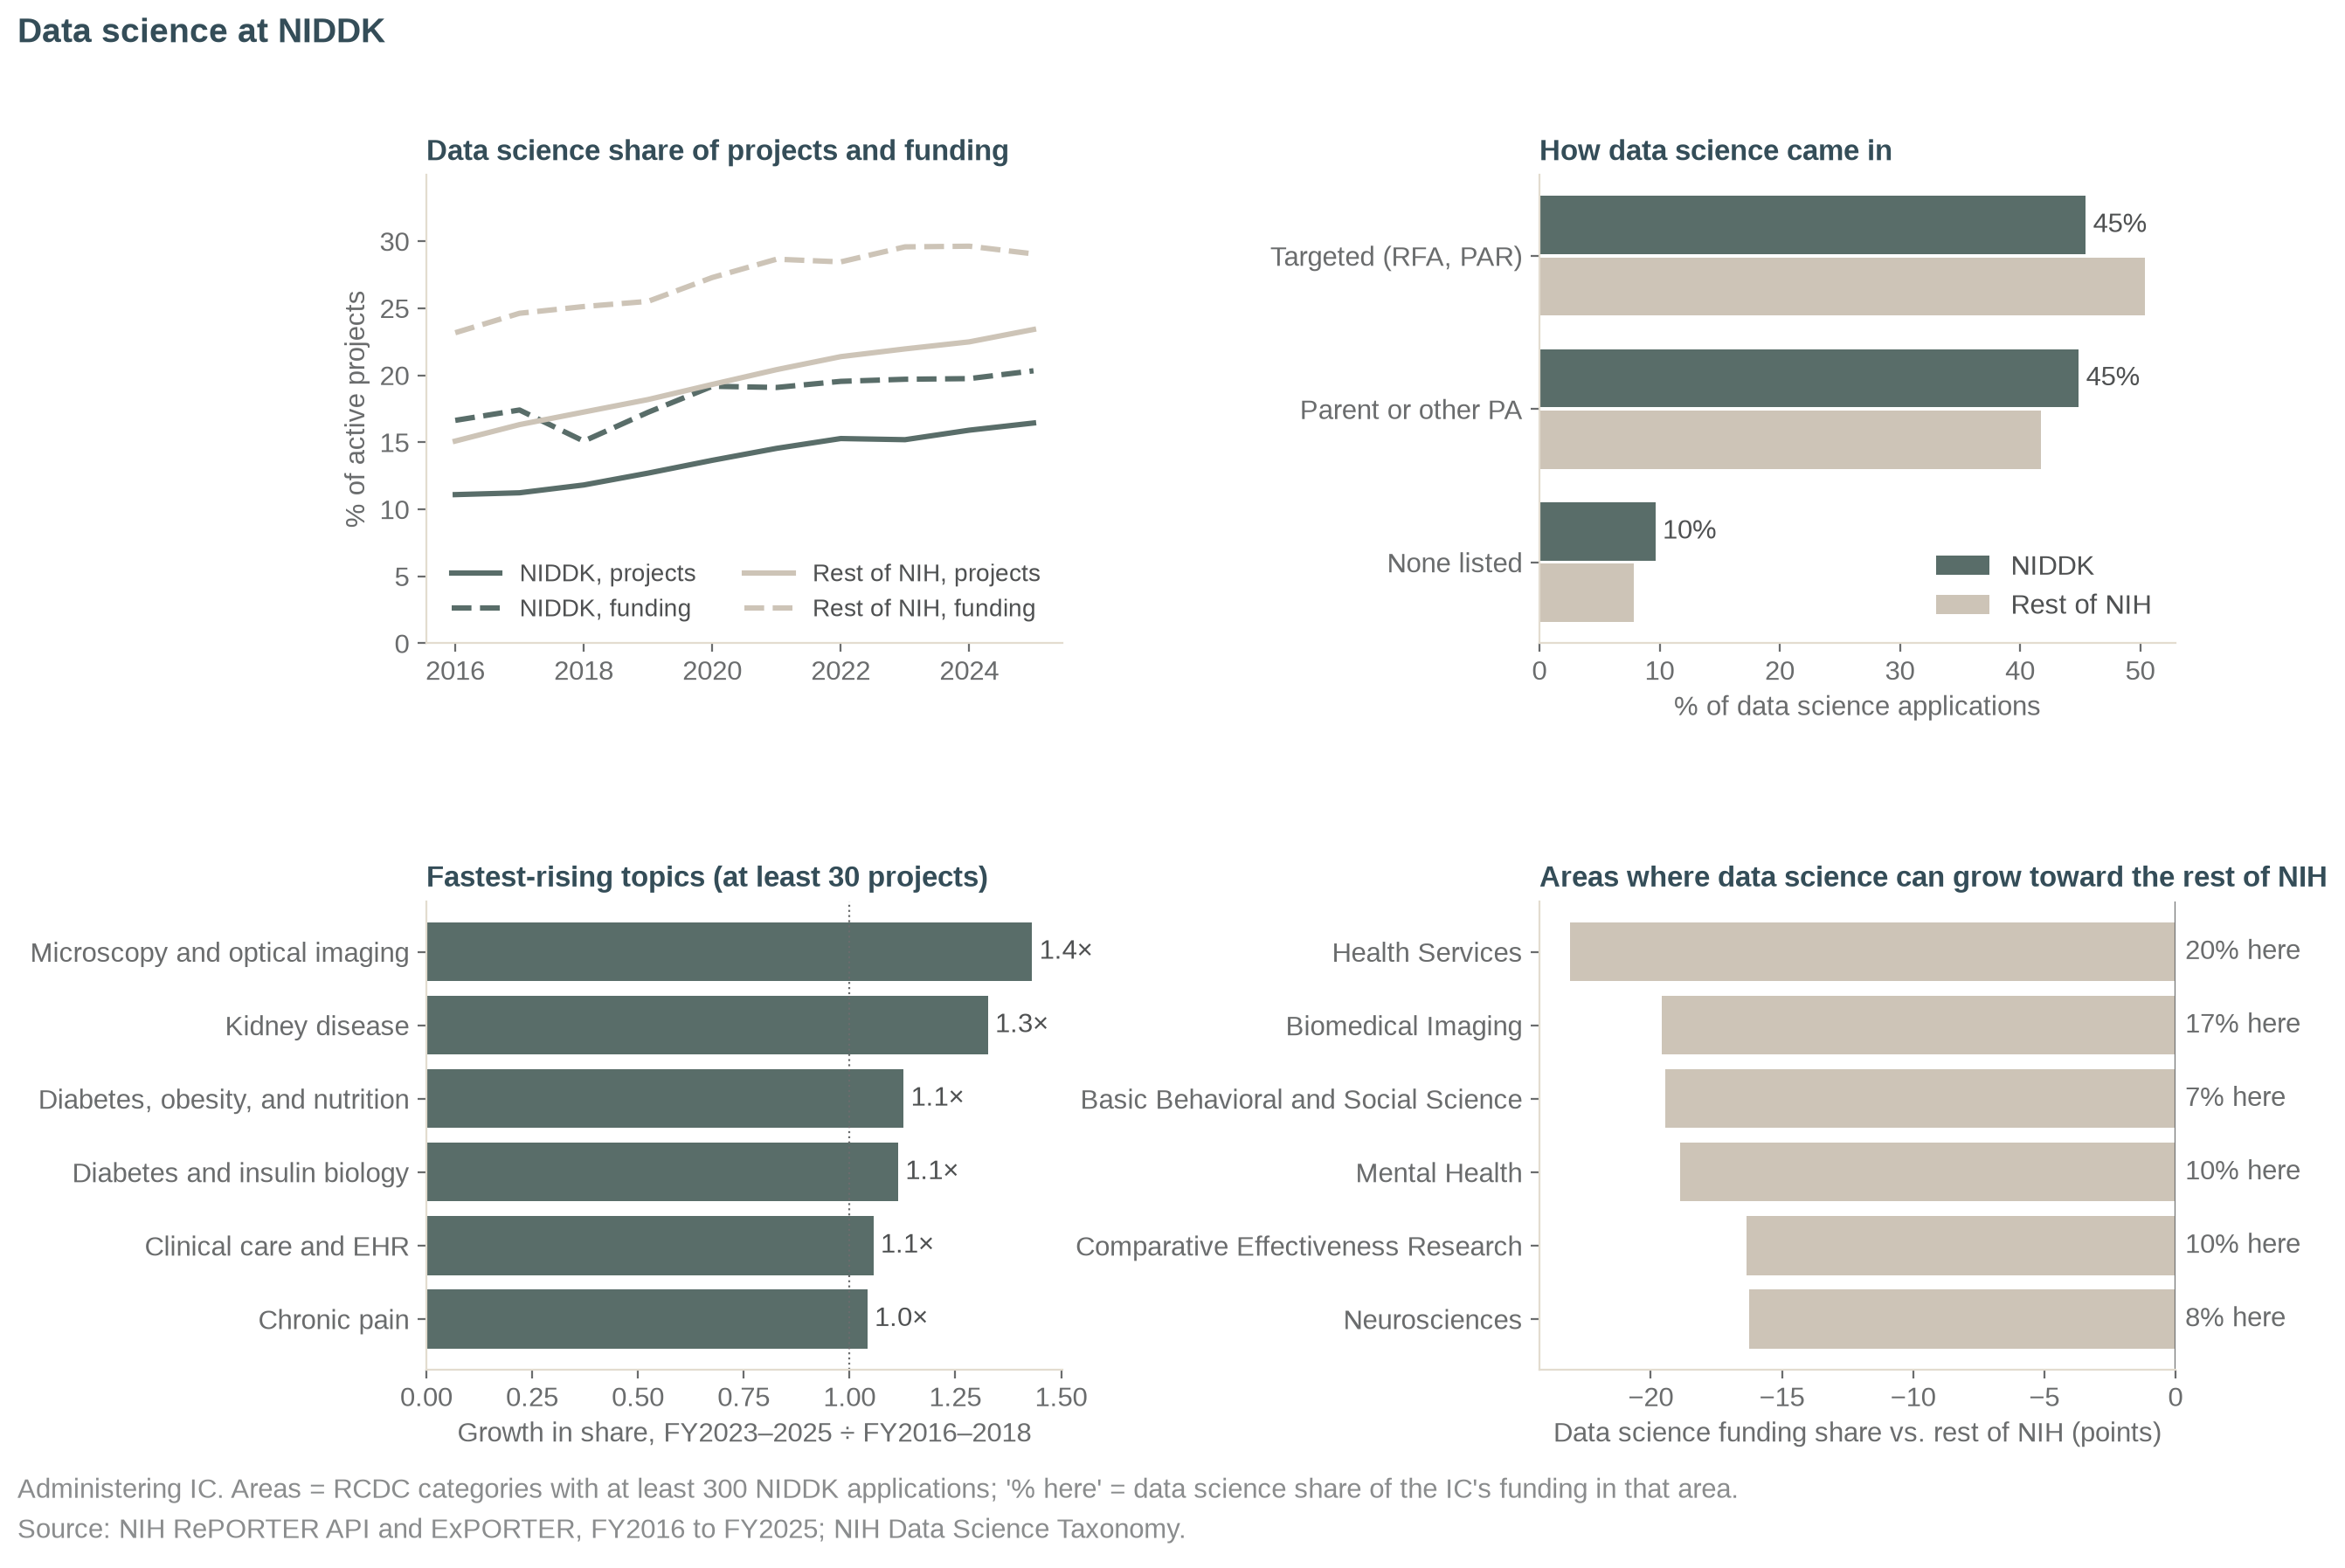 Data science at NIDDK
Data science share of projects and funding
% of active projects
30
25
20
15
10
5
0
2016 2018 2020 2022 2024
NIDDK, projects
NIDDK, funding
Rest of NIH, projects
Rest of NIH, funding
How data science came in
Targeted (RFA, PAR)
45%
Parent or other PA
45%
None listed
10%
NIDDK
Rest of NIH
0 10 20 30 40 50
% of data science applications
Fastest-rising topics (at least 30 projects)
Microscopy and optical imaging 1.4×
Kidney disease 1.3×
Diabetes, obesity, and nutrition 1.1×
Diabetes and insulin biology 1.1×
Clinical care and EHR 1.1×
Chronic pain 1.0×
0.00 0.25 0.50 0.75 1.00 1.25 1.50
Growth in share, FY2023–2025 ÷ FY2016–2018
Areas where data science can grow toward the rest of NIH
Health Services 20% here
Biomedical Imaging 17% here
Basic Behavioral and Social Science 7% here
Mental Health 10% here
Comparative Effectiveness Research 10% here
Neurosciences 8% here
−20 −15 −10 −5 0
Data science funding share vs. rest of NIH (points)
Administering IC. Areas = RCDC categories with at least 300 NIDDK applications; '% here' = data science share of the IC's funding in that area.
Source: NIH RePORTER API and ExPORTER, FY2016 to FY2025; NIH Data Science Taxonomy.